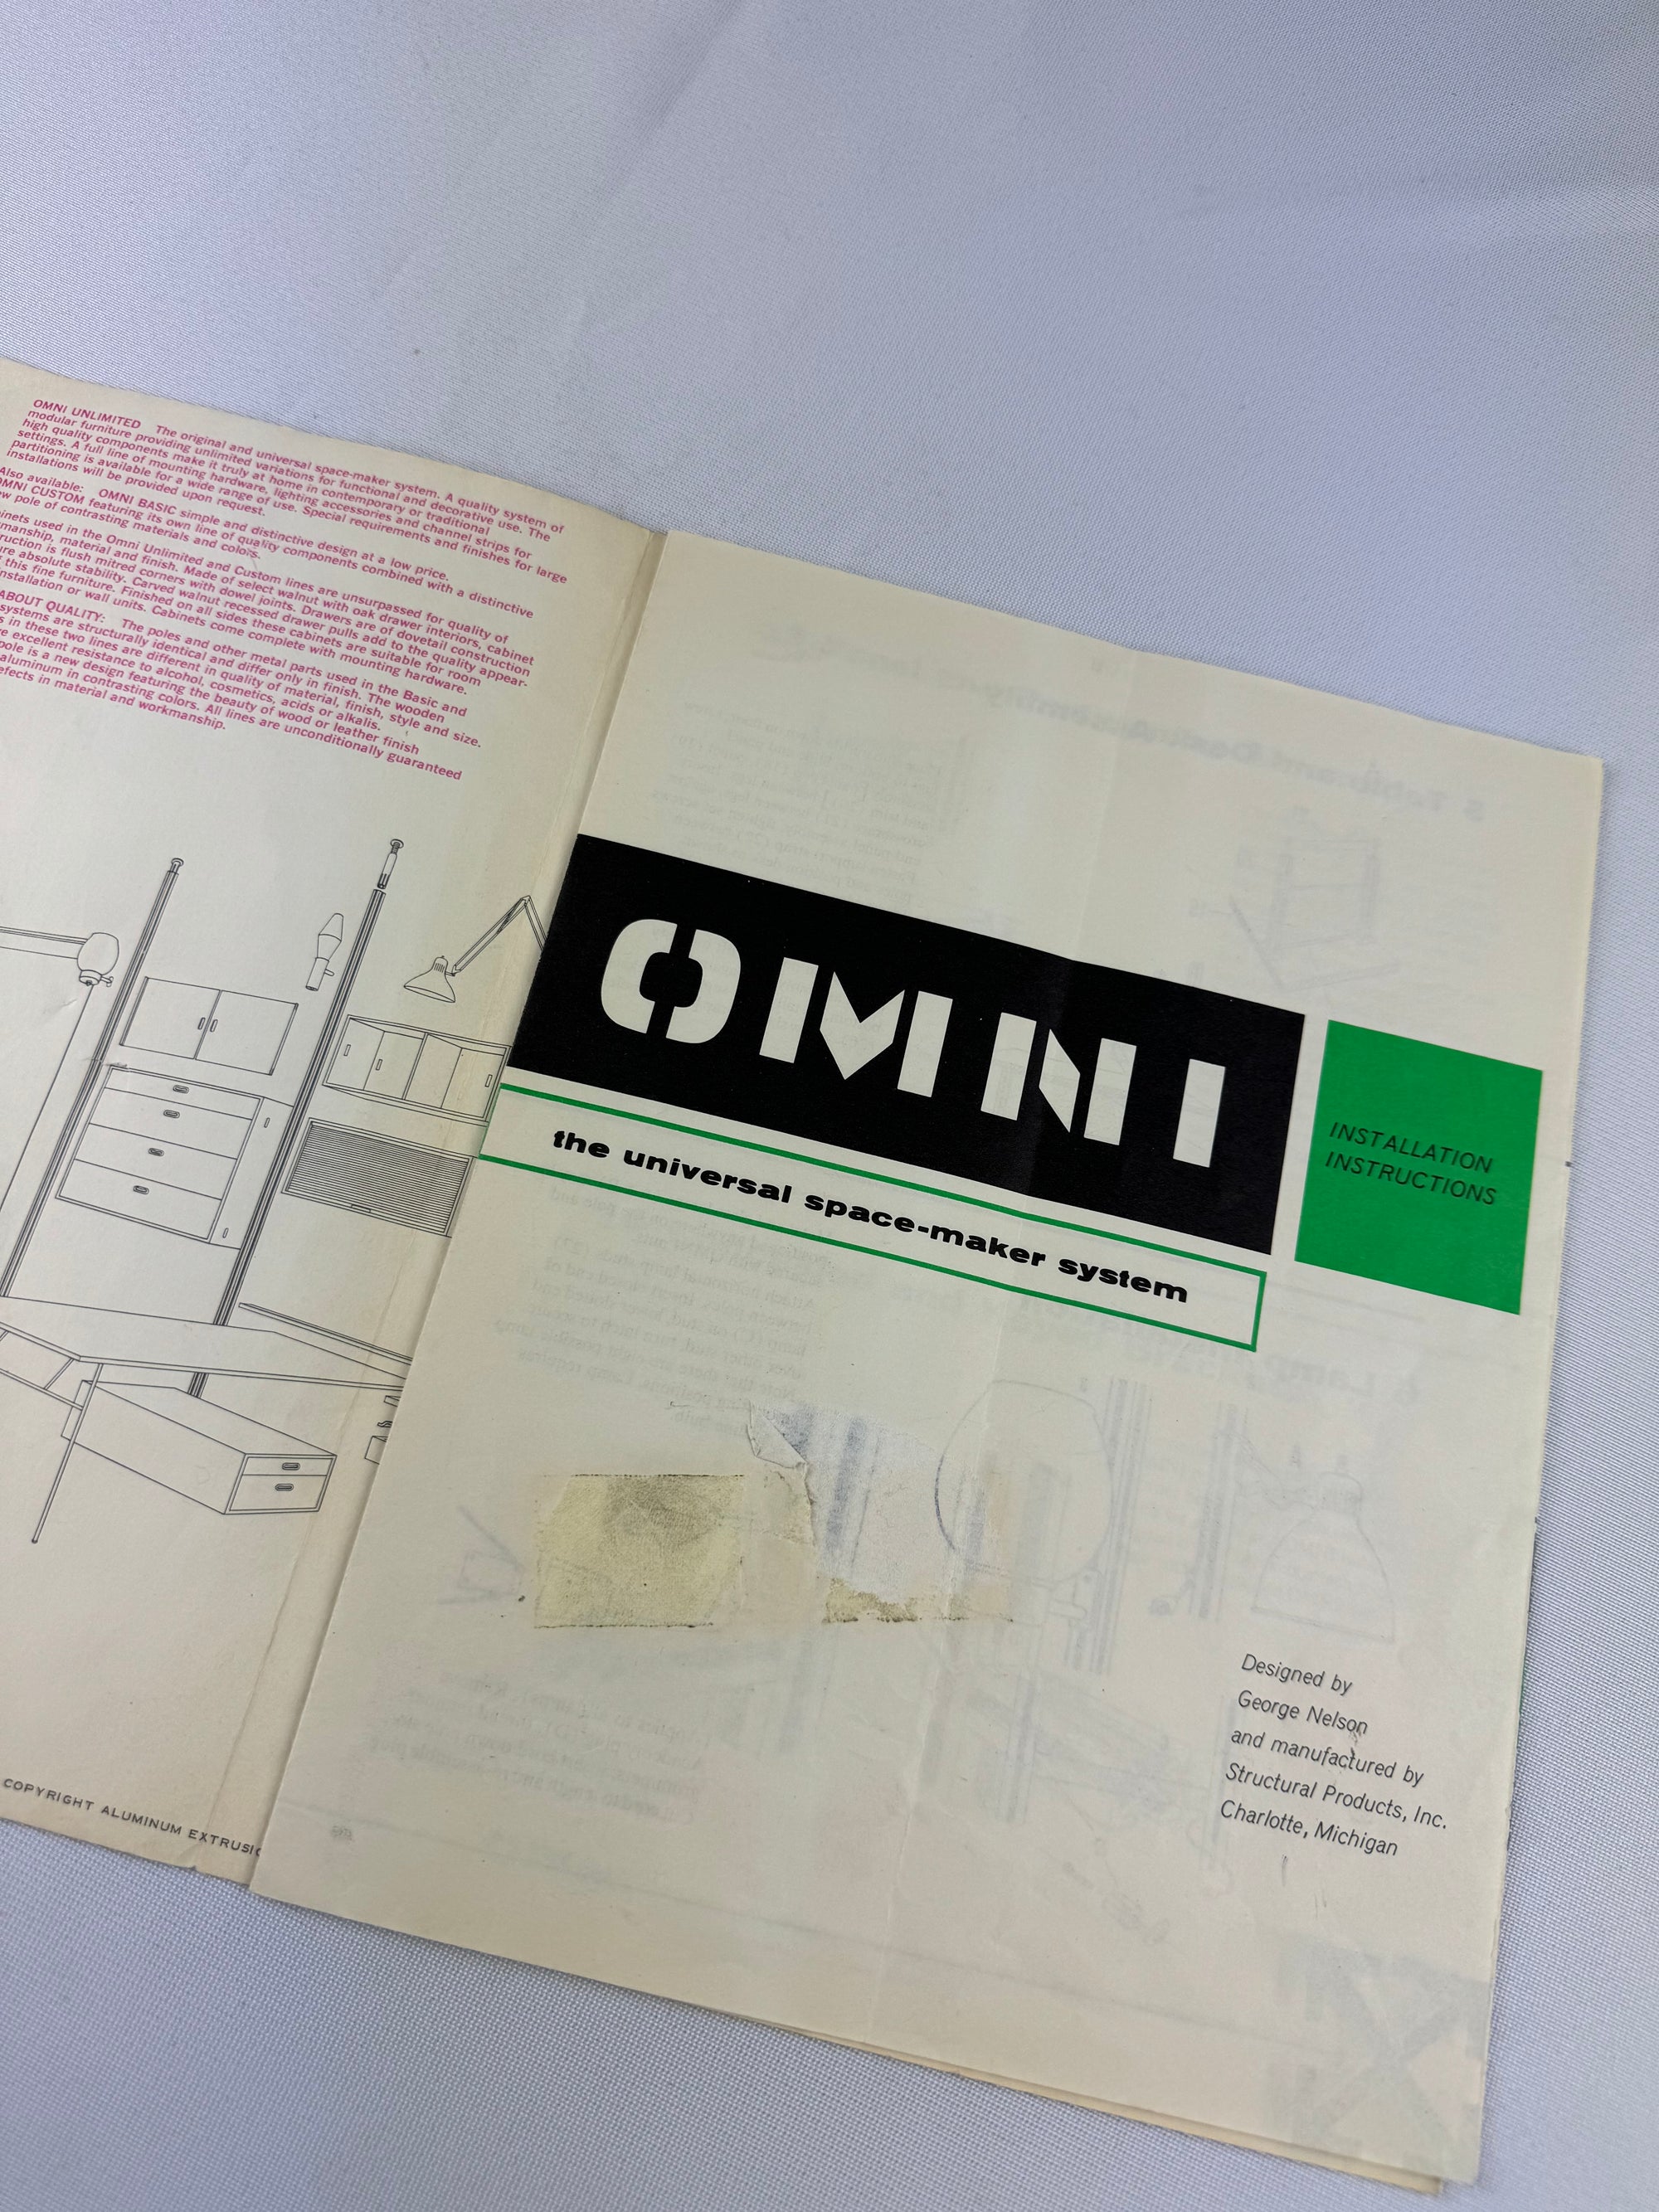 OMNI UNLIMITED The original and universal space-maker system. A quality system of
modular furniture providing unlimited variations for functional and decorative use. The
high quality components make it truly at home in contemporary or traditional
settings. A full line of mounting hardware, lighting accessories and channel strips for
partitioning is available for a wide range of use. Special requirements and finishes for large
installations will be provided upon request.
Also available: OMNI BASIC simple and distinctive design at a low price.
OMNI CUSTOM featuring its own line of quality components combined with a distinctive
pole of contrasting materials and colors.
used in the Omni Unlimited and Custom lines are unsurpassed for quality of
material and finish. Made of select walnut with oak drawer interiors, cabinet
is flush mitred corners with dowel joints. Drawers are of dovetail construction
absolute stability. Carved walnut recessed drawer pulls add to the quality appear-
this fine furniture. Finished on all sides these cabinets are suitable for room
installation or wall units. Cabinets come complete with mounting hardware.
ABOUT QUALITY: The poles and other metal parts used in the Basic and
systems are structurally identical and differ only in finish. The wooden
in these two lines are different in quality of material, finish, style and size.
excellent resistance to alcohol, cosmetics, acids or alkalis.
pole is a new design featuring the beauty of wood or leather finish
aluminum in contrasting colors. All lines are unconditionally guaranteed
in material and workmanship.
COPYRIGHT ALUMINUM
OMNI
the universal space-maker system
INSTALLATION
INSTRUCTIONS
Designed by
George Nelson
and manufactured by
Structural Products, Inc.
Charlotte, Michigan